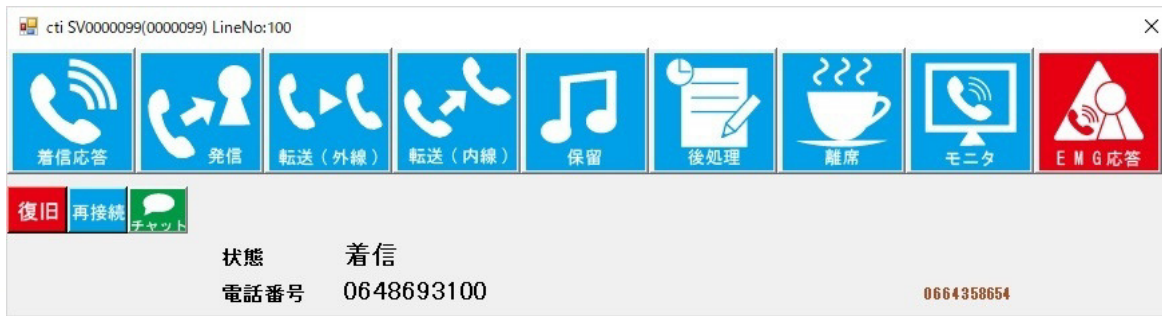 cti SV0000099(0000099) LineNo:100
着信応答 発信 転送（外線） 転送（内線） 保留 後処理 離席 モニタ ＥＭＧ応答
復旧 再接続 チャット
状態 着信
電話番号 0648693100 0664358654